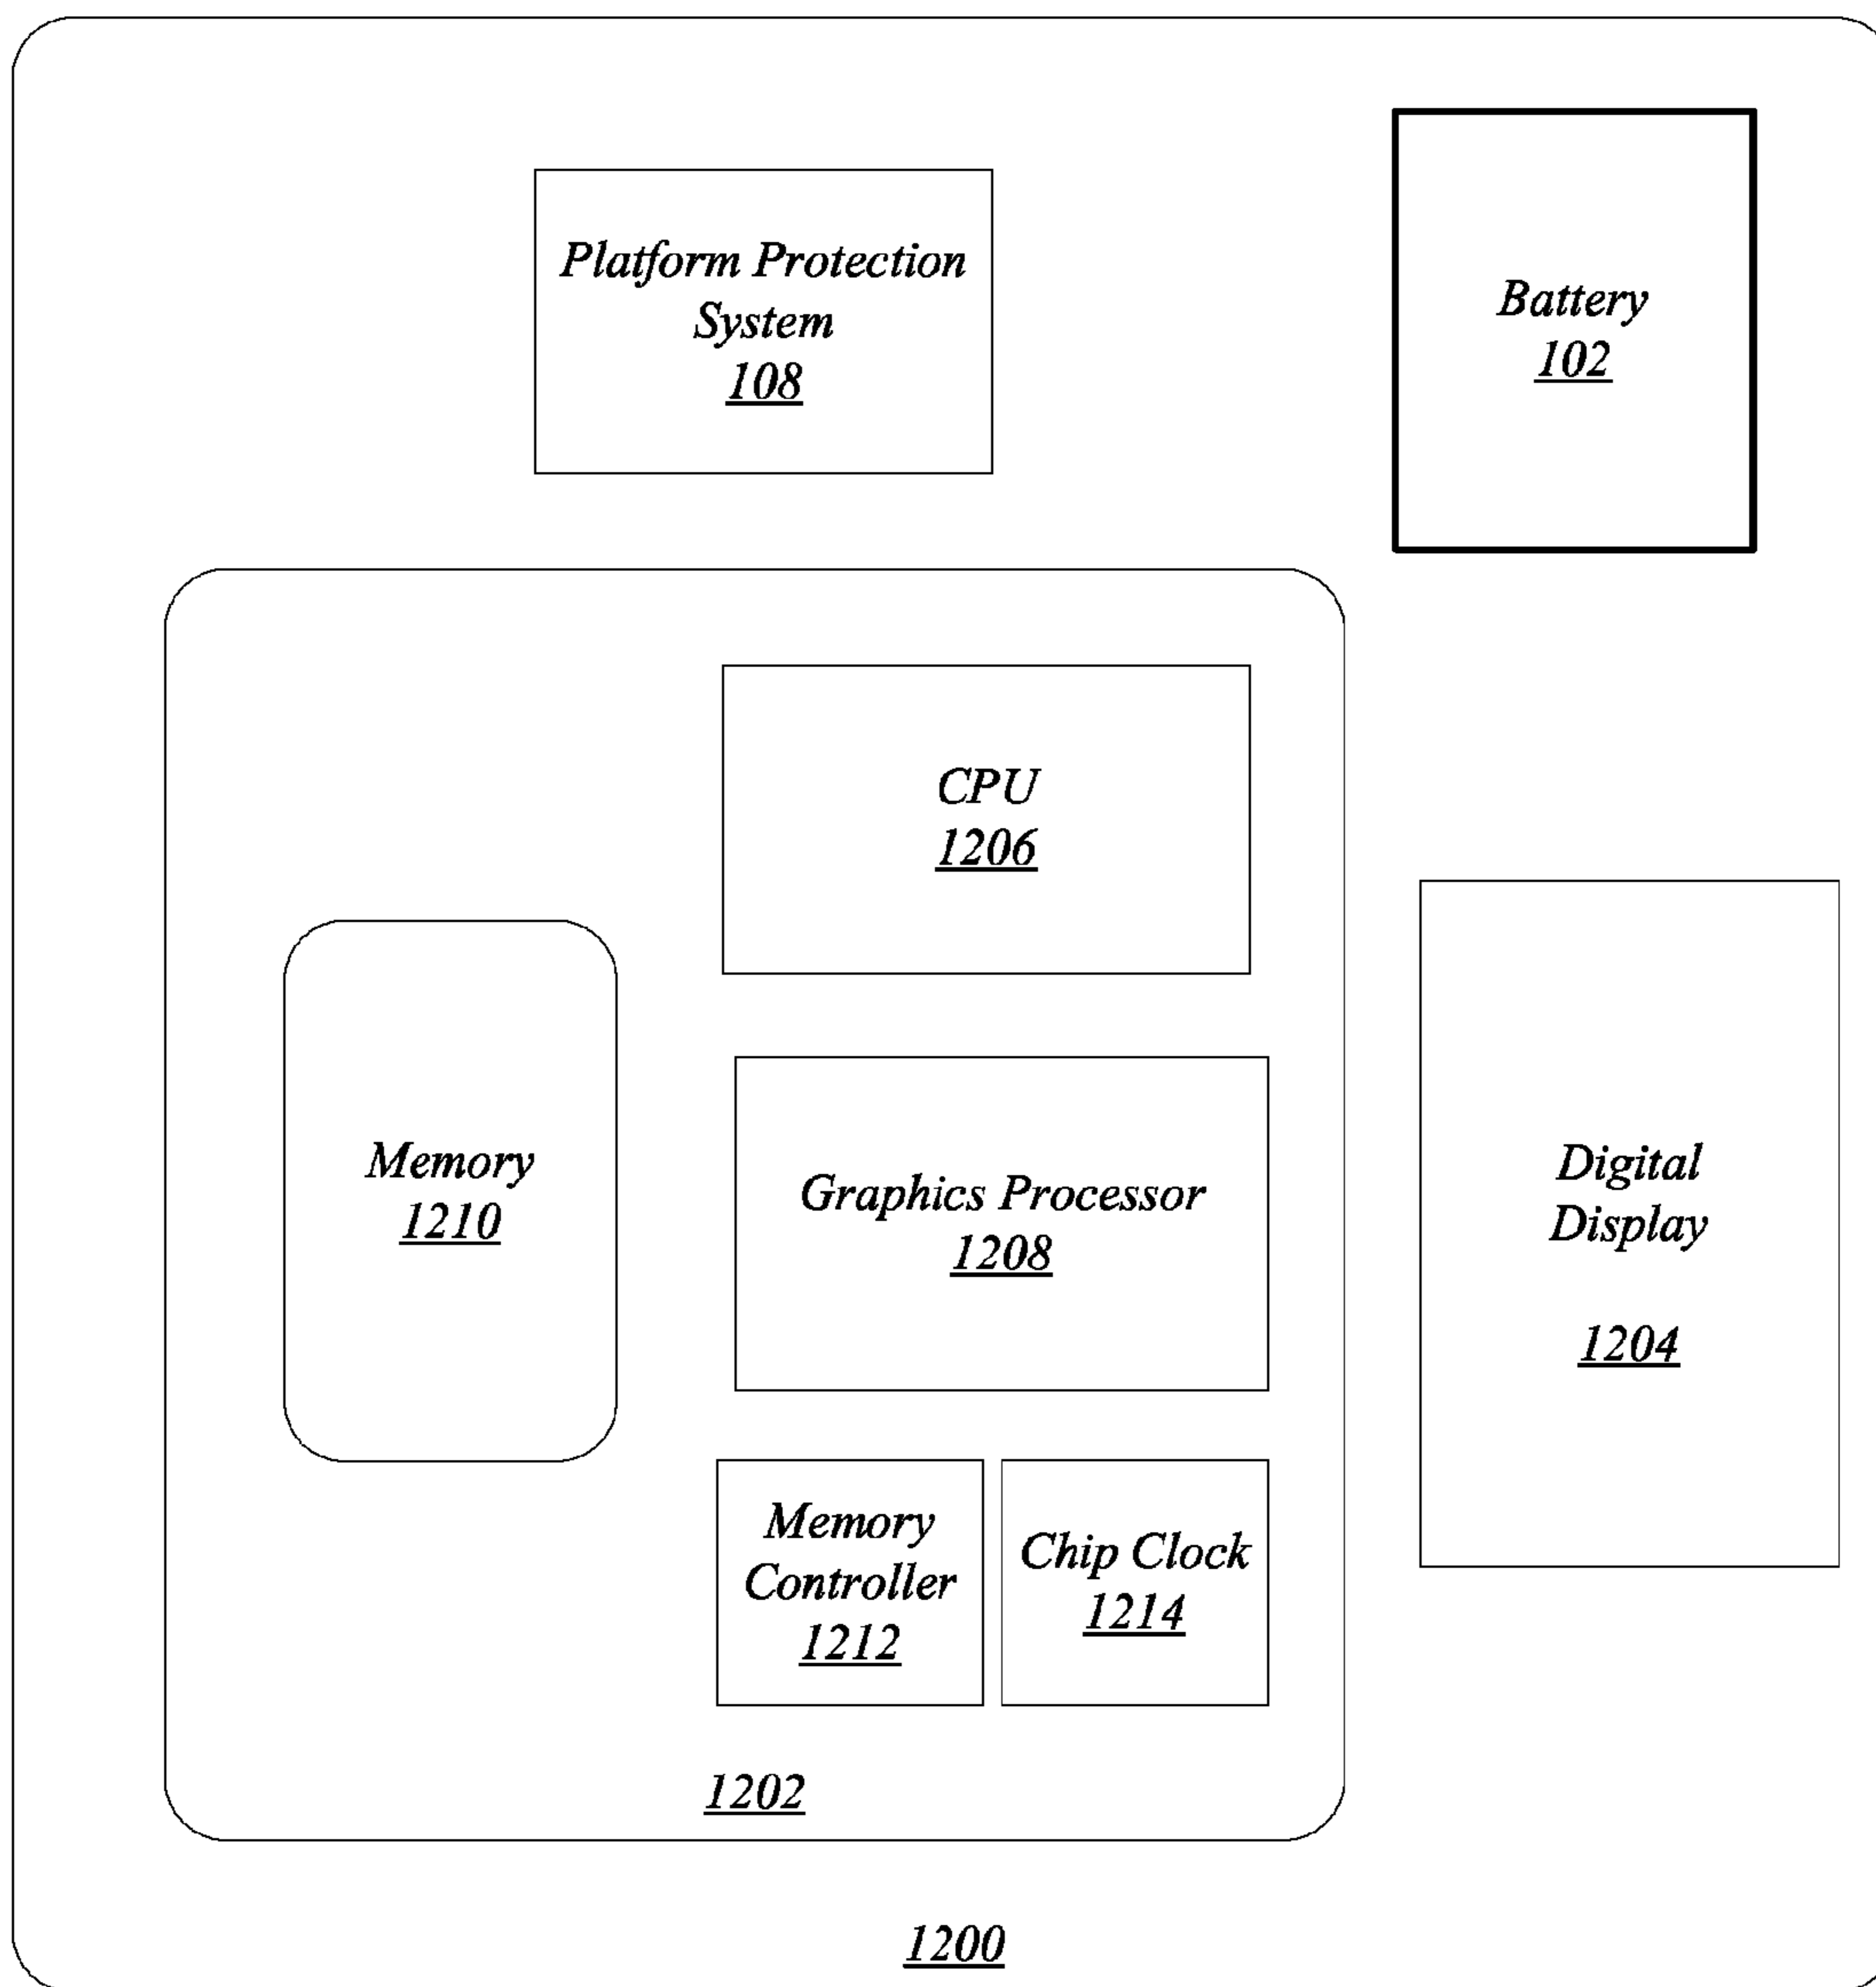 Platform Protection
System
108
Battery
102
CPU
1206
Memory
1210
Graphics Processor
1208
Digital
Display
1204
Memory
Controller
1212
Chip Clock
1214
1202
1200